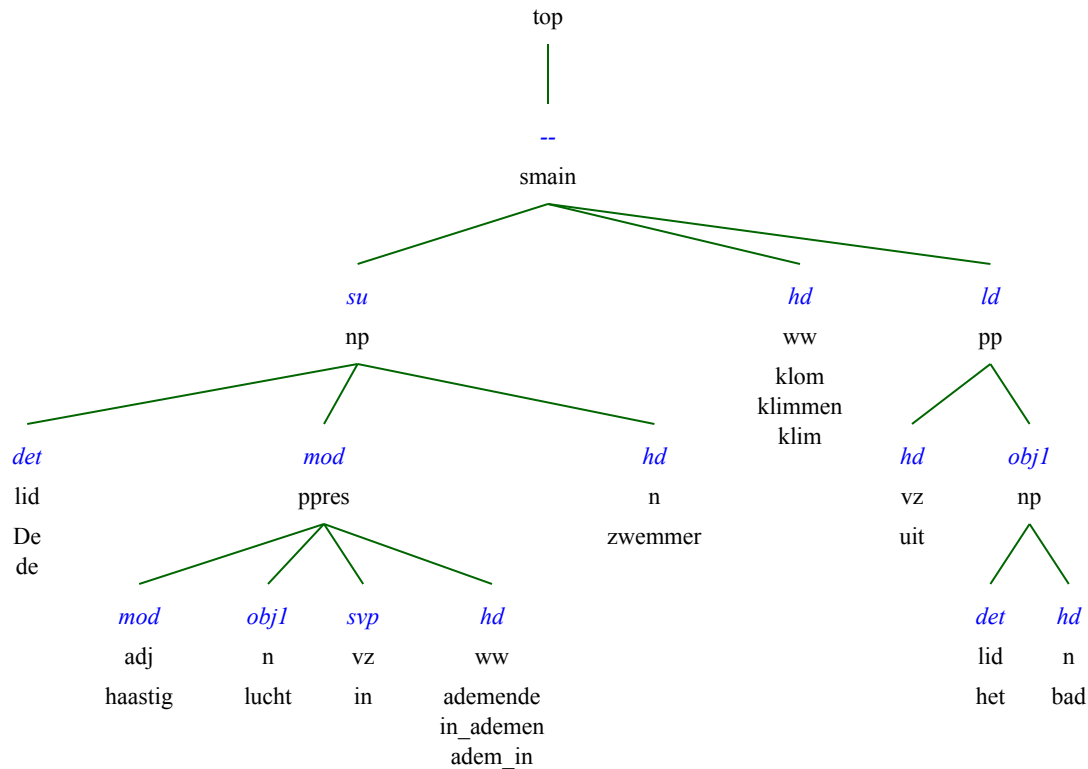 top
--
smain
su hd ld
np ww pp
klom
klimmen
klim
det mod hd hd obj1
lid ppres n vz np
De zwemmer uit
de
mod obj1 svp hd det hd
adj n vz ww lid n
haastig lucht in ademende het bad
in_ademen
adem_in